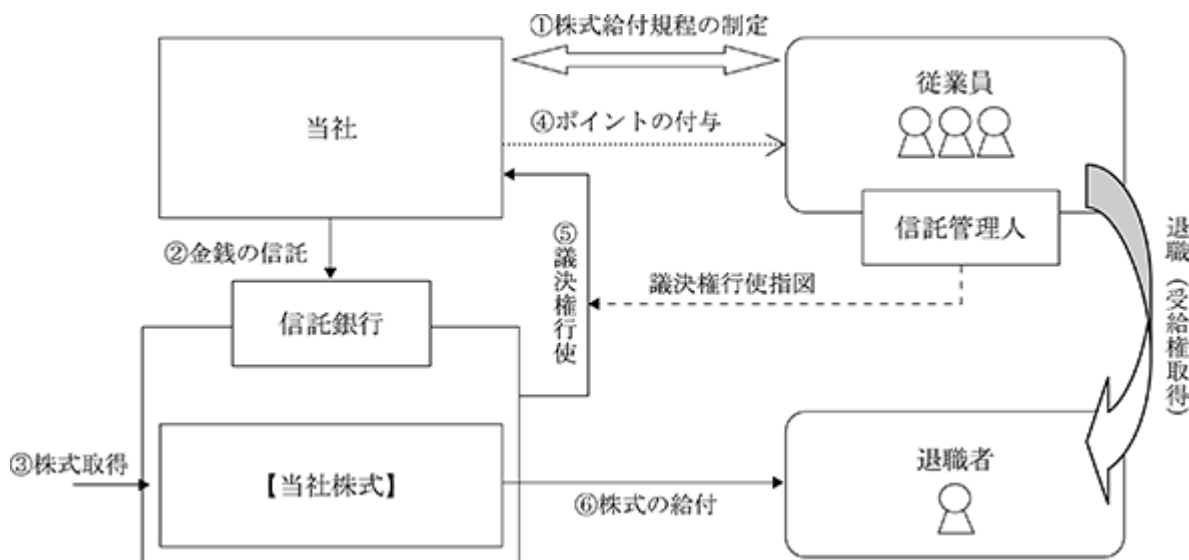 ①株式給付規程の制定
当社
従業員
④ポイントの付与
信託管理人
②金銭の信託
⑤議決権行使
議決権行使指図
退職(受給権取得)
信託銀行
③株式取得
【当社株式】
⑥株式の給付
退職者